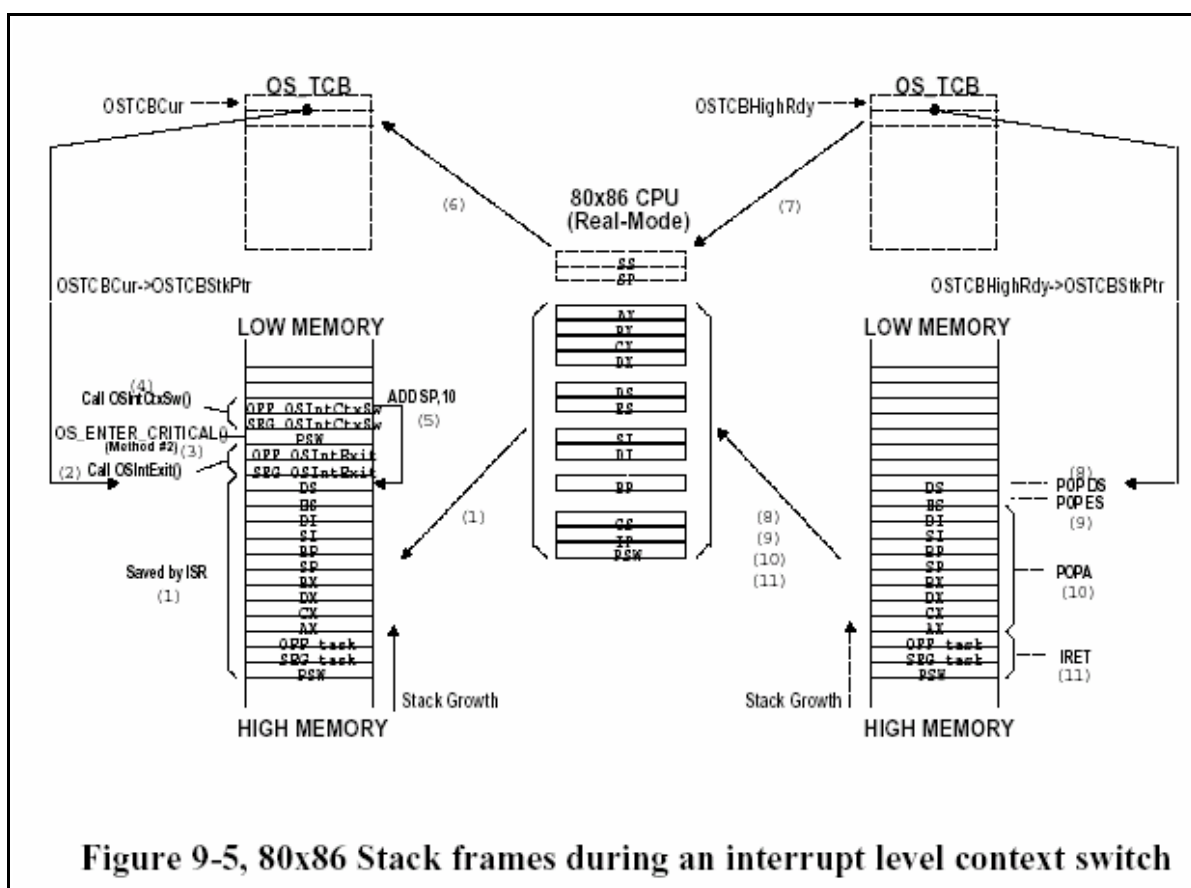 OS_TCB
OSTCBCur
OS_TCB
OSTCBHighRdy
(6)
80x86 CPU
(Real-Mode)
(7)
SS
SP
OSTCBCur->OSTCBStkPtr
OSTCBHighRdy->OSTCBStkPtr
AX
BX
CX
DX
DS
ES
SI
DI
BP
CS
IP
PSW
LOW MEMORY
(4)
Call OSIntCtxSw()
OS_ENTER_CRITICAL()
(Method #2) (3)
(2) Call OSIntExit()
Saved by ISR
(1)
OFF OSIntCtxSw
SEG OSIntCtxSw
PSW
OFF OSIntExit
SEG OSIntExit
DS
ES
DI
SI
BP
SP
BX
DX
CX
AX
OFF task
SEG task
PSW
ADD SP,10
(5)
(1)
Stack Growth
HIGH MEMORY
(8)
(9)
(10)
(11)
LOW MEMORY
DS
ES
DI
SI
BP
SP
BX
DX
CX
AX
OFF task
SEG task
PSW
(8)
POP DS
POP ES
(9)
POPA
(10)
IRET
(11)
Stack Growth
HIGH MEMORY
Figure 9-5, 80x86 Stack frames during an interrupt level context switch